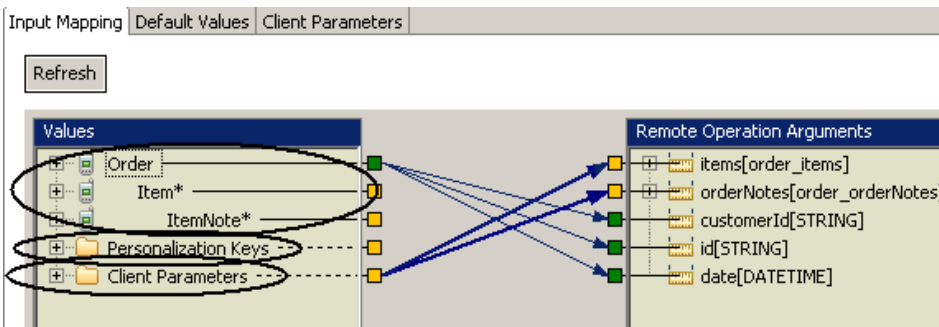 Input Mapping Default Values Client Parameters
Refresh
Values
Remote Operation Arguments
Order
items[order_items]
Item*
orderNotes[order_orderNotes
ItemNote*
customerId[STRING]
Personalization Keys
id[STRING]
Client Parameters
date[DATETIME]